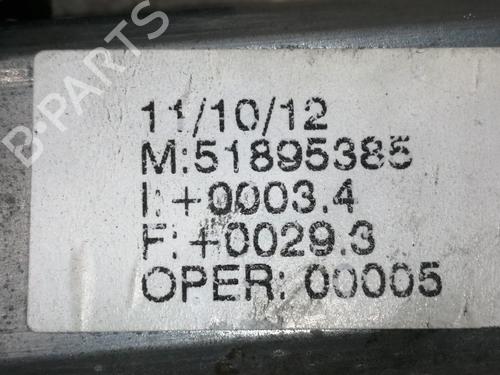 B-PARTS
11/10/12
M:51895385
I:+0003.4
F:+0029.3
OPER: 00005